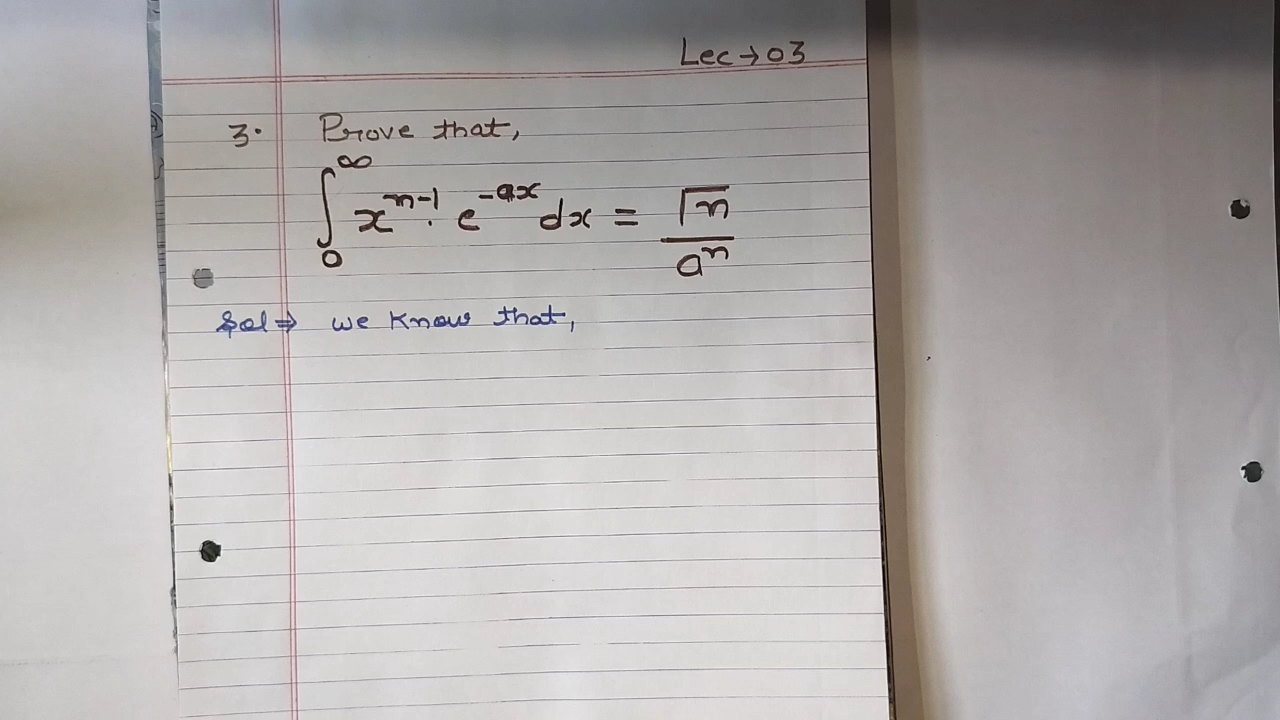 Lec → 03
3. Prove that,
∫₀^∞ x^{n-1} . e^{-ax} dx = Γn / a^n
Sol ⇒ we know that,